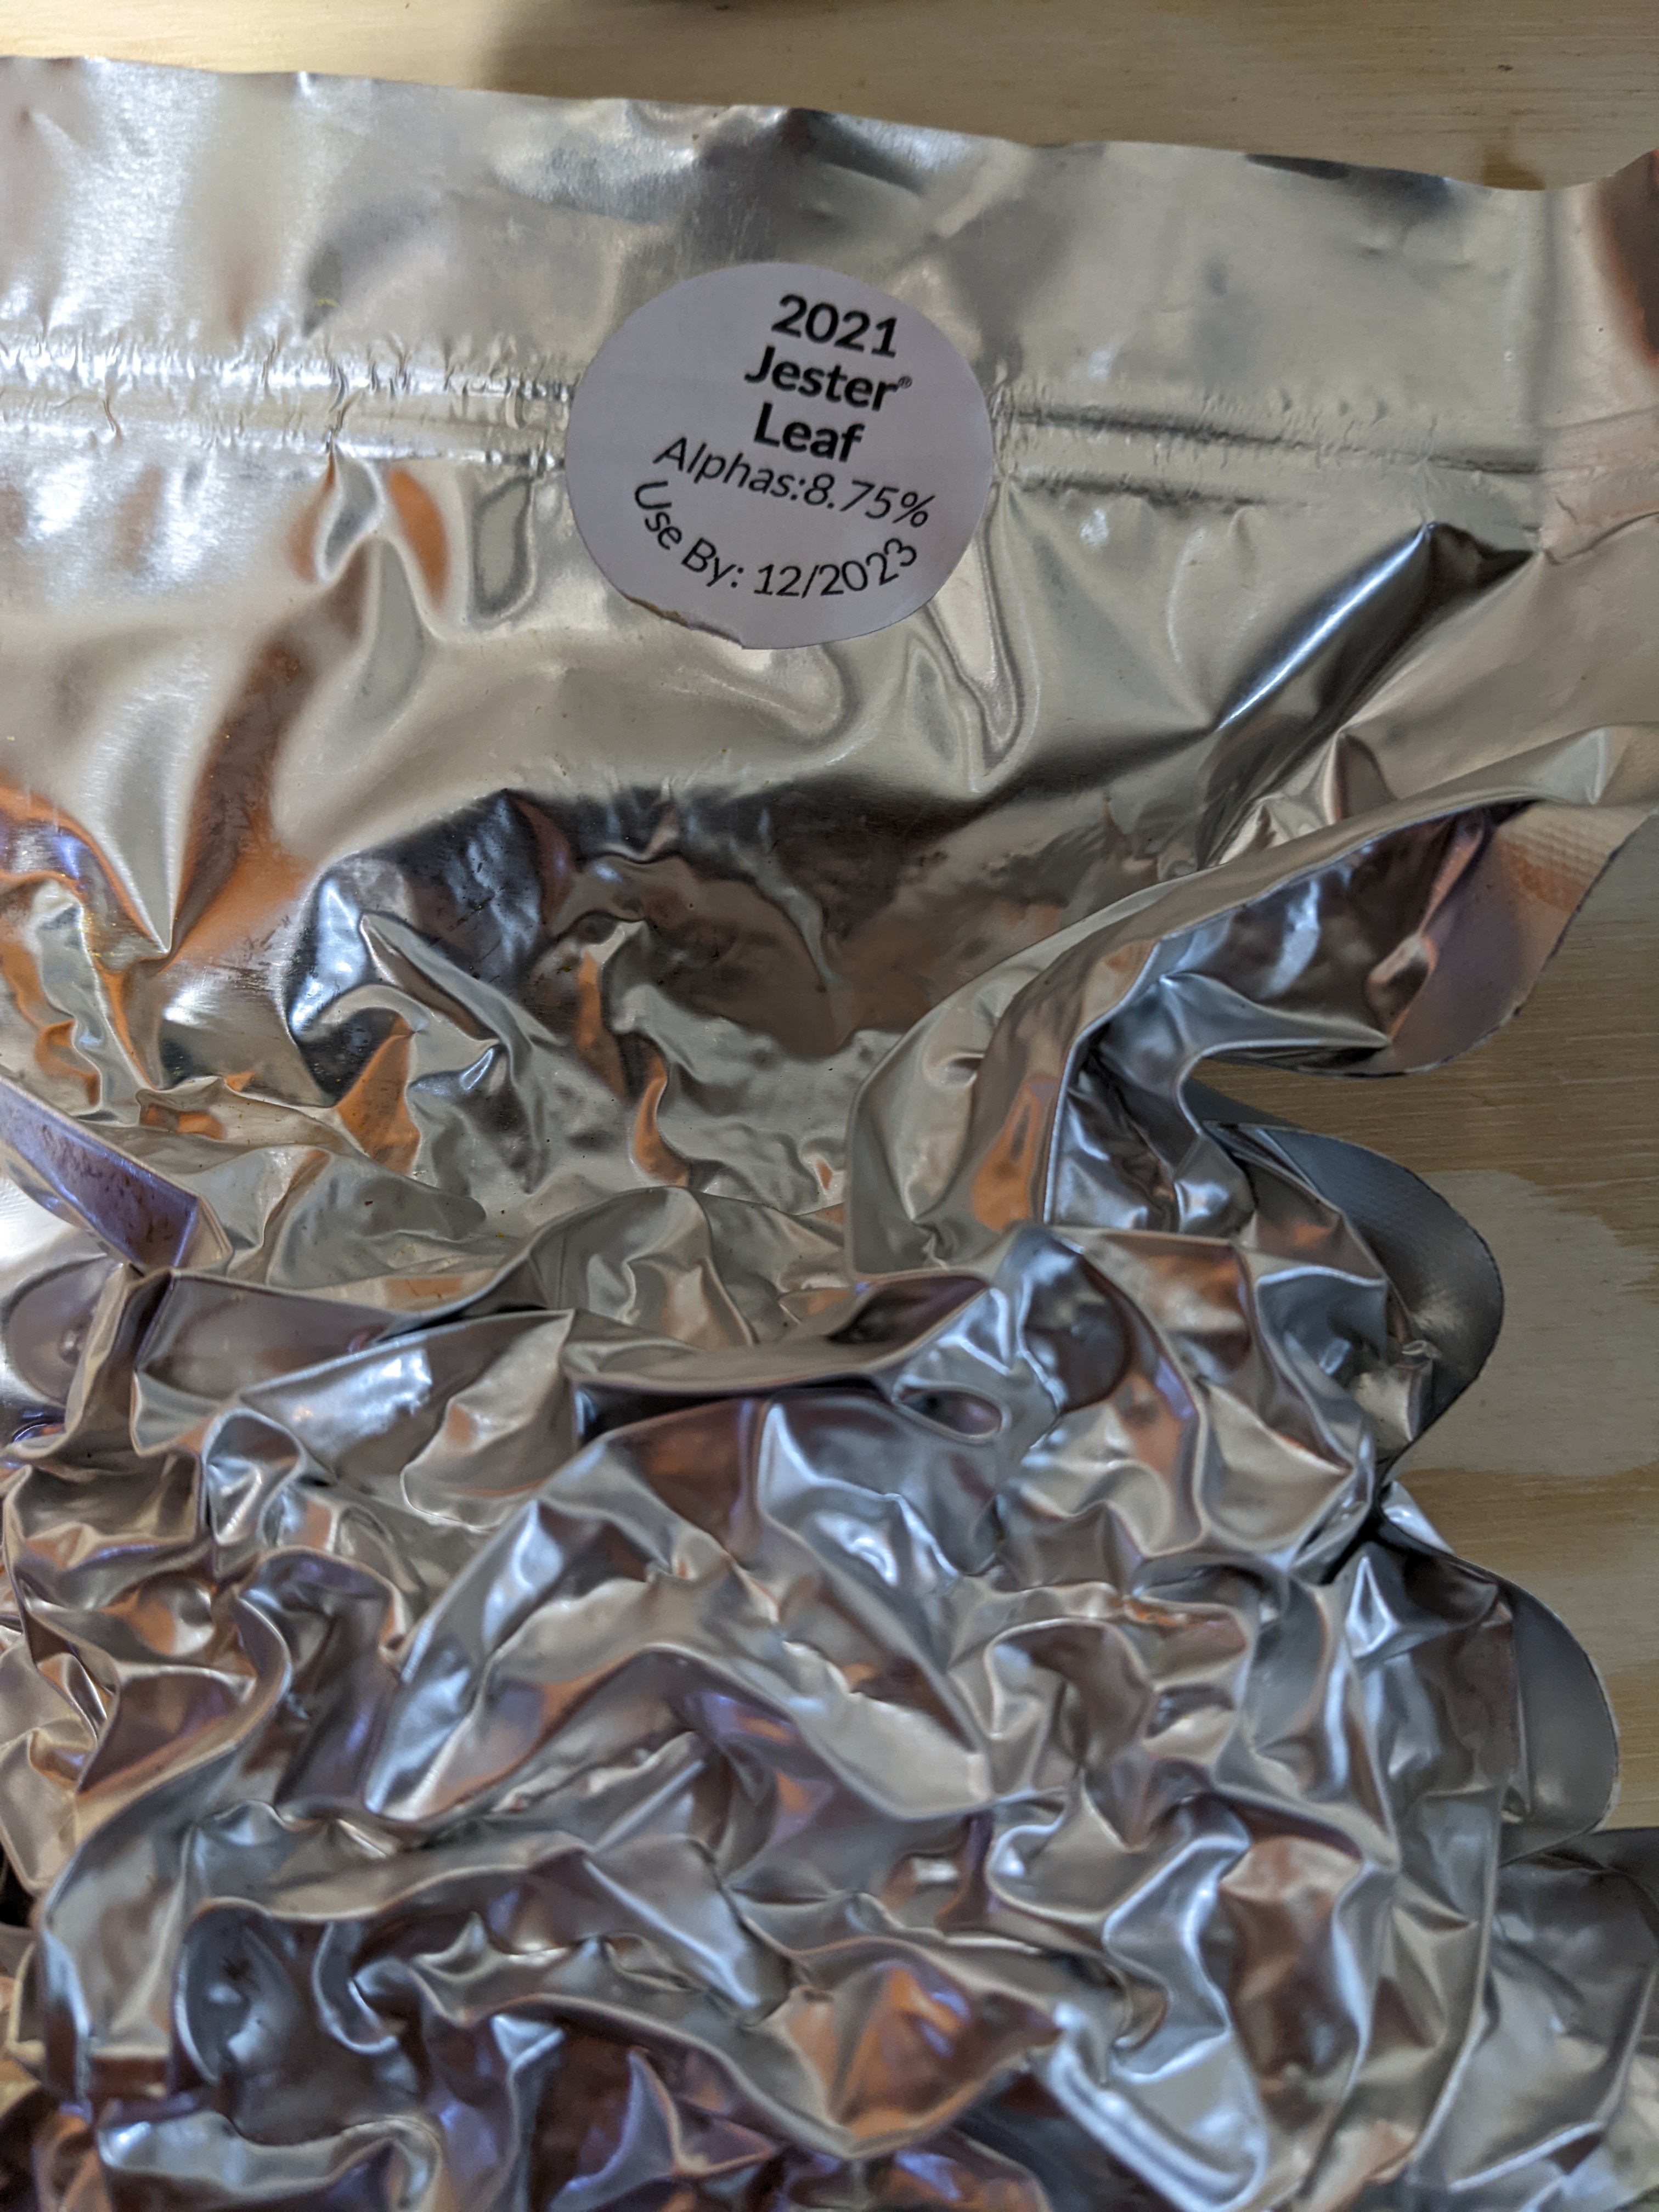 2021
Jester®
Leaf
Alphas:8.75%
Use By: 12/2023